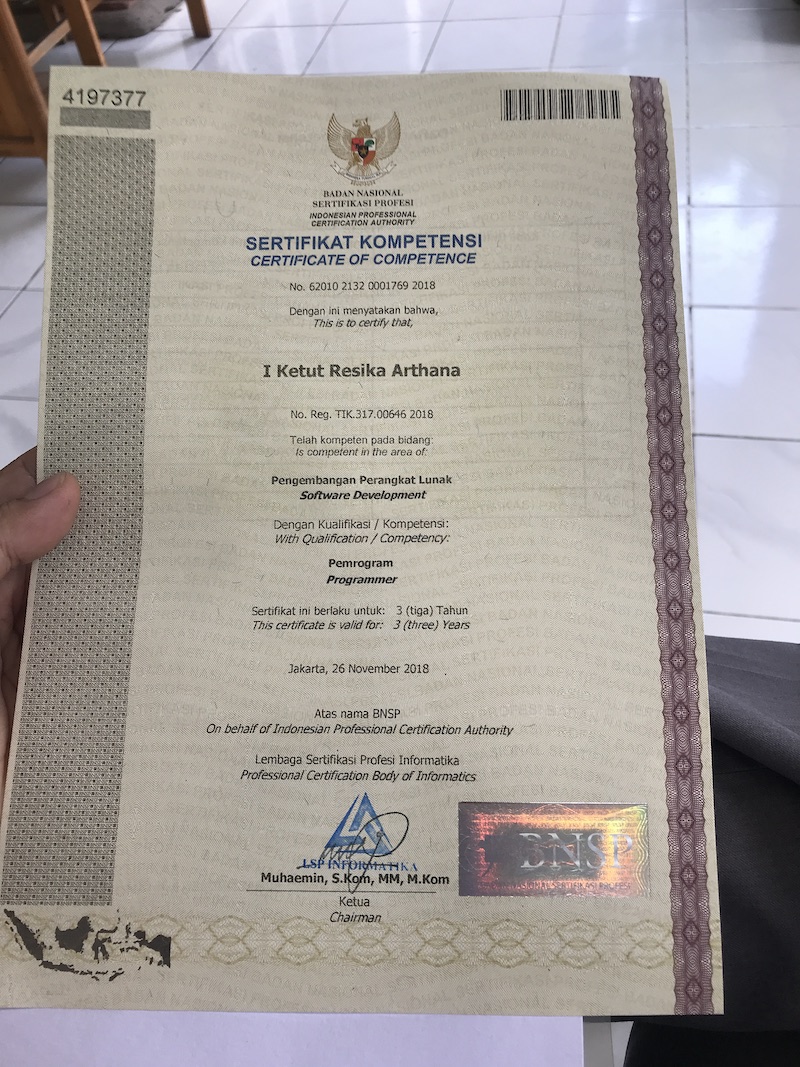 4197377
BADAN NASIONAL
SERTIFIKASI PROFESI
INDONESIAN PROFESSIONAL
CERTIFICATION AUTHORITY
SERTIFIKAT KOMPETENSI
CERTIFICATE OF COMPETENCE
No. 62010 2132 0001769 2018
Dengan ini menyatakan bahwa,
This is to certify that,
I Ketut Resika Arthana
No. Reg. TIK.317.00646 2018
Telah kompeten pada bidang:
Is competent in the area of:
Pengembangan Perangkat Lunak
Software Development
Dengan Kualifikasi / Kompetensi:
With Qualification / Competency:
Pemrogram
Programmer
Sertifikat ini berlaku untuk: 3 (tiga) Tahun
This certificate is valid for: 3 (three) Years
Jakarta, 26 November 2018
Atas nama BNSP
On behalf of Indonesian Professional Certification Authority
Lembaga Sertifikasi Profesi Informatika
Professional Certification Body of Informatics
LSP INFORMATIKA
BNSP
Muhaemin, S.Kom, MM, M.Kom
Ketua
Chairman